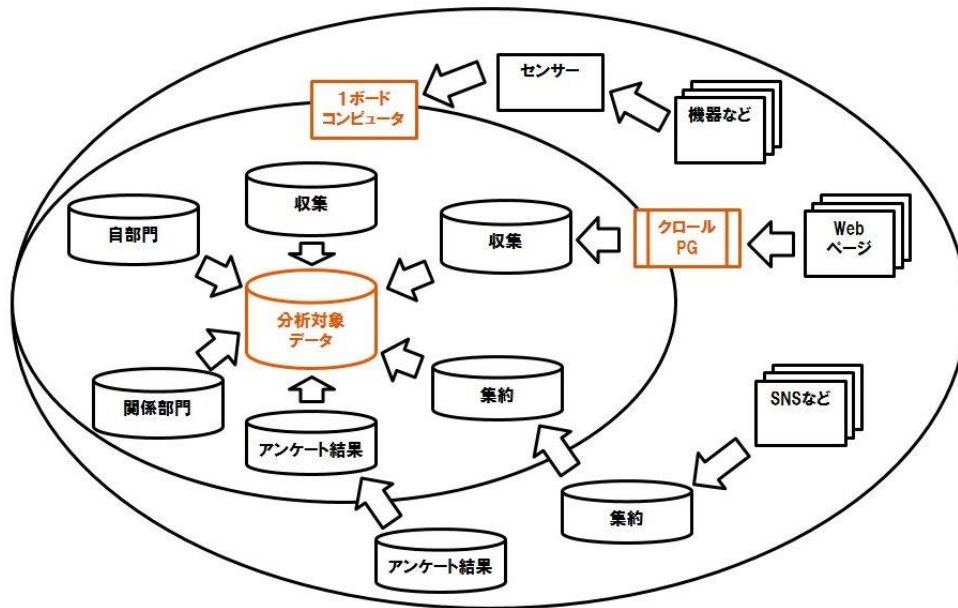 センサー
1ボード
コンピュータ
機器など
収集
自部門
収集
クロール
PG
Web
ページ
分析対象
データ
関係部門
集約
SNSなど
アンケート結果
集約
アンケート結果